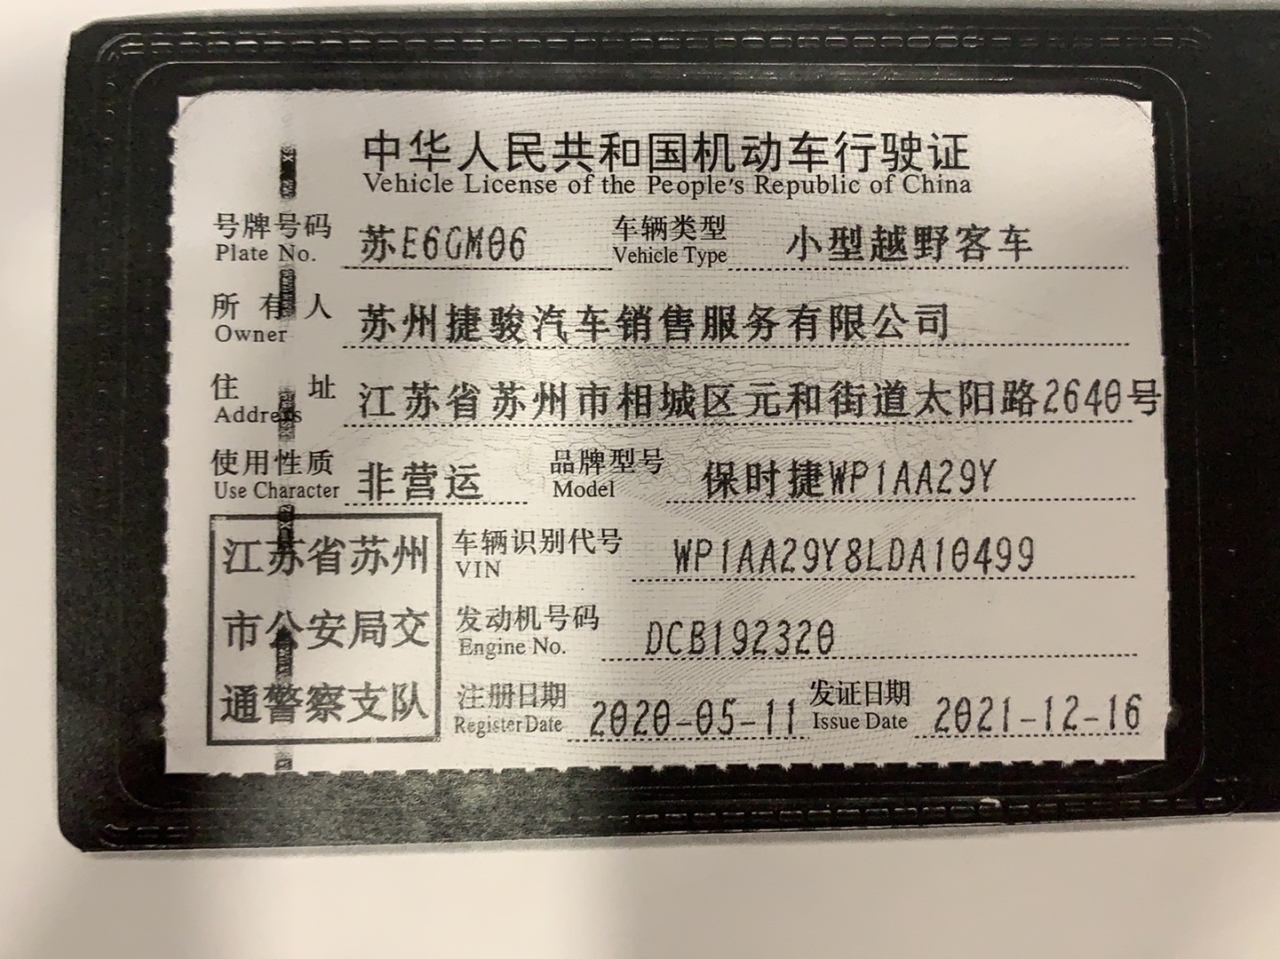 中华人民共和国机动车行驶证
Vehicle License of the People's Republic of China
号牌号码 苏E6GM06 车辆类型 小型越野客车
Plate No. Vehicle Type
所有人 苏州捷骏汽车销售服务有限公司
Owner
住址 江苏省苏州市相城区元和街道太阳路2640号
Address
使用性质 非营运 品牌型号 保时捷WP1AA29Y
Use Character Model
江苏省苏州
市公安局交
通警察支队
车辆识别代号 WP1AA29Y8LDA10499
VIN
发动机号码 DCB192320
Engine No.
注册日期 2020-05-11 发证日期 2021-12-16
Register Date Issue Date